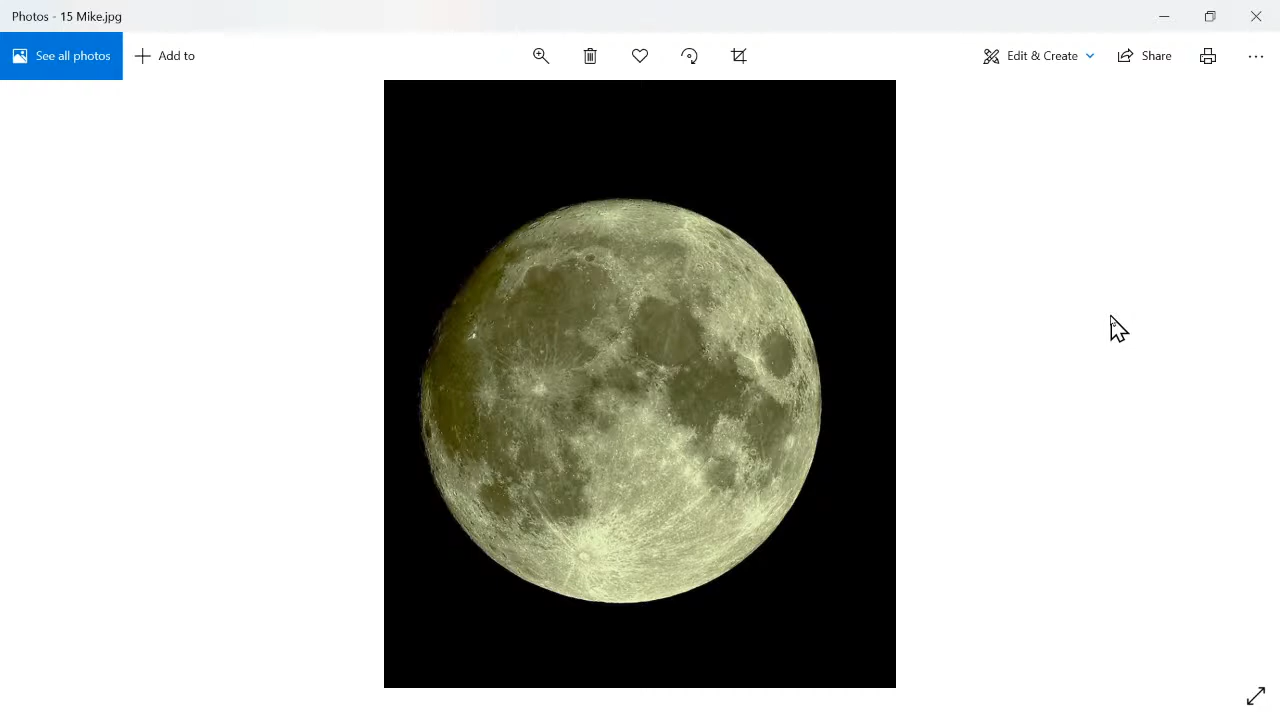 Photos - 15 Mike.jpg
See all photos
Add to
Edit & Create
Share